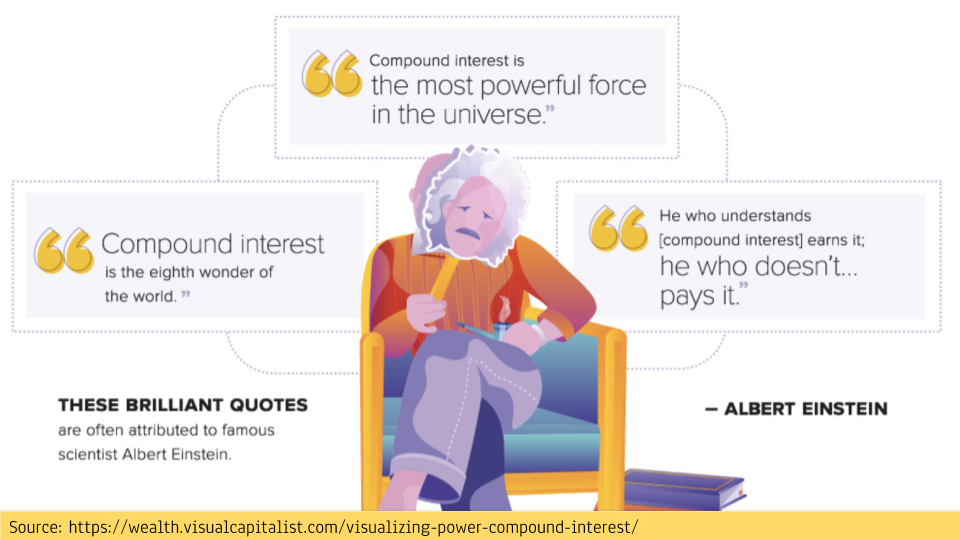 “Compound interest is
the most powerful force
in the universe.”
“Compound interest
is the eighth wonder of
the world. ”
“He who understands
[compound interest] earns it;
he who doesn’t...
pays it.”
THESE BRILLIANT QUOTES
are often attributed to famous
scientist Albert Einstein.
– ALBERT EINSTEIN
Source: https://wealth.visualcapitalist.com/visualizing-power-compound-interest/